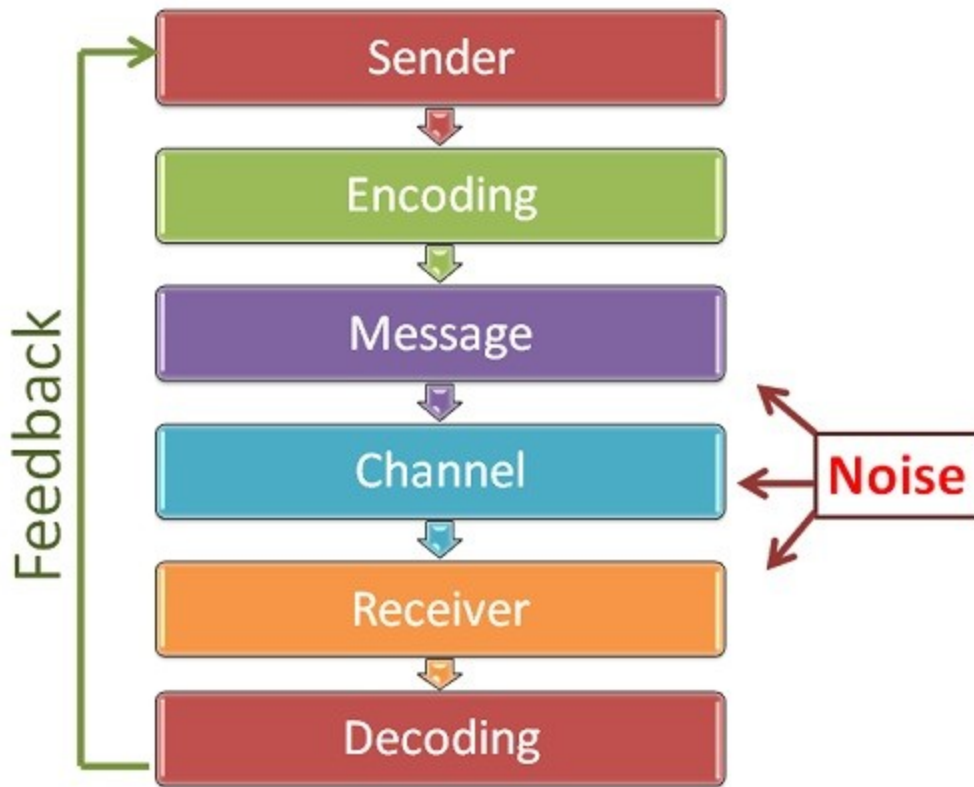 Sender
Encoding
Message
Channel
Receiver
Decoding
Feedback
Noise